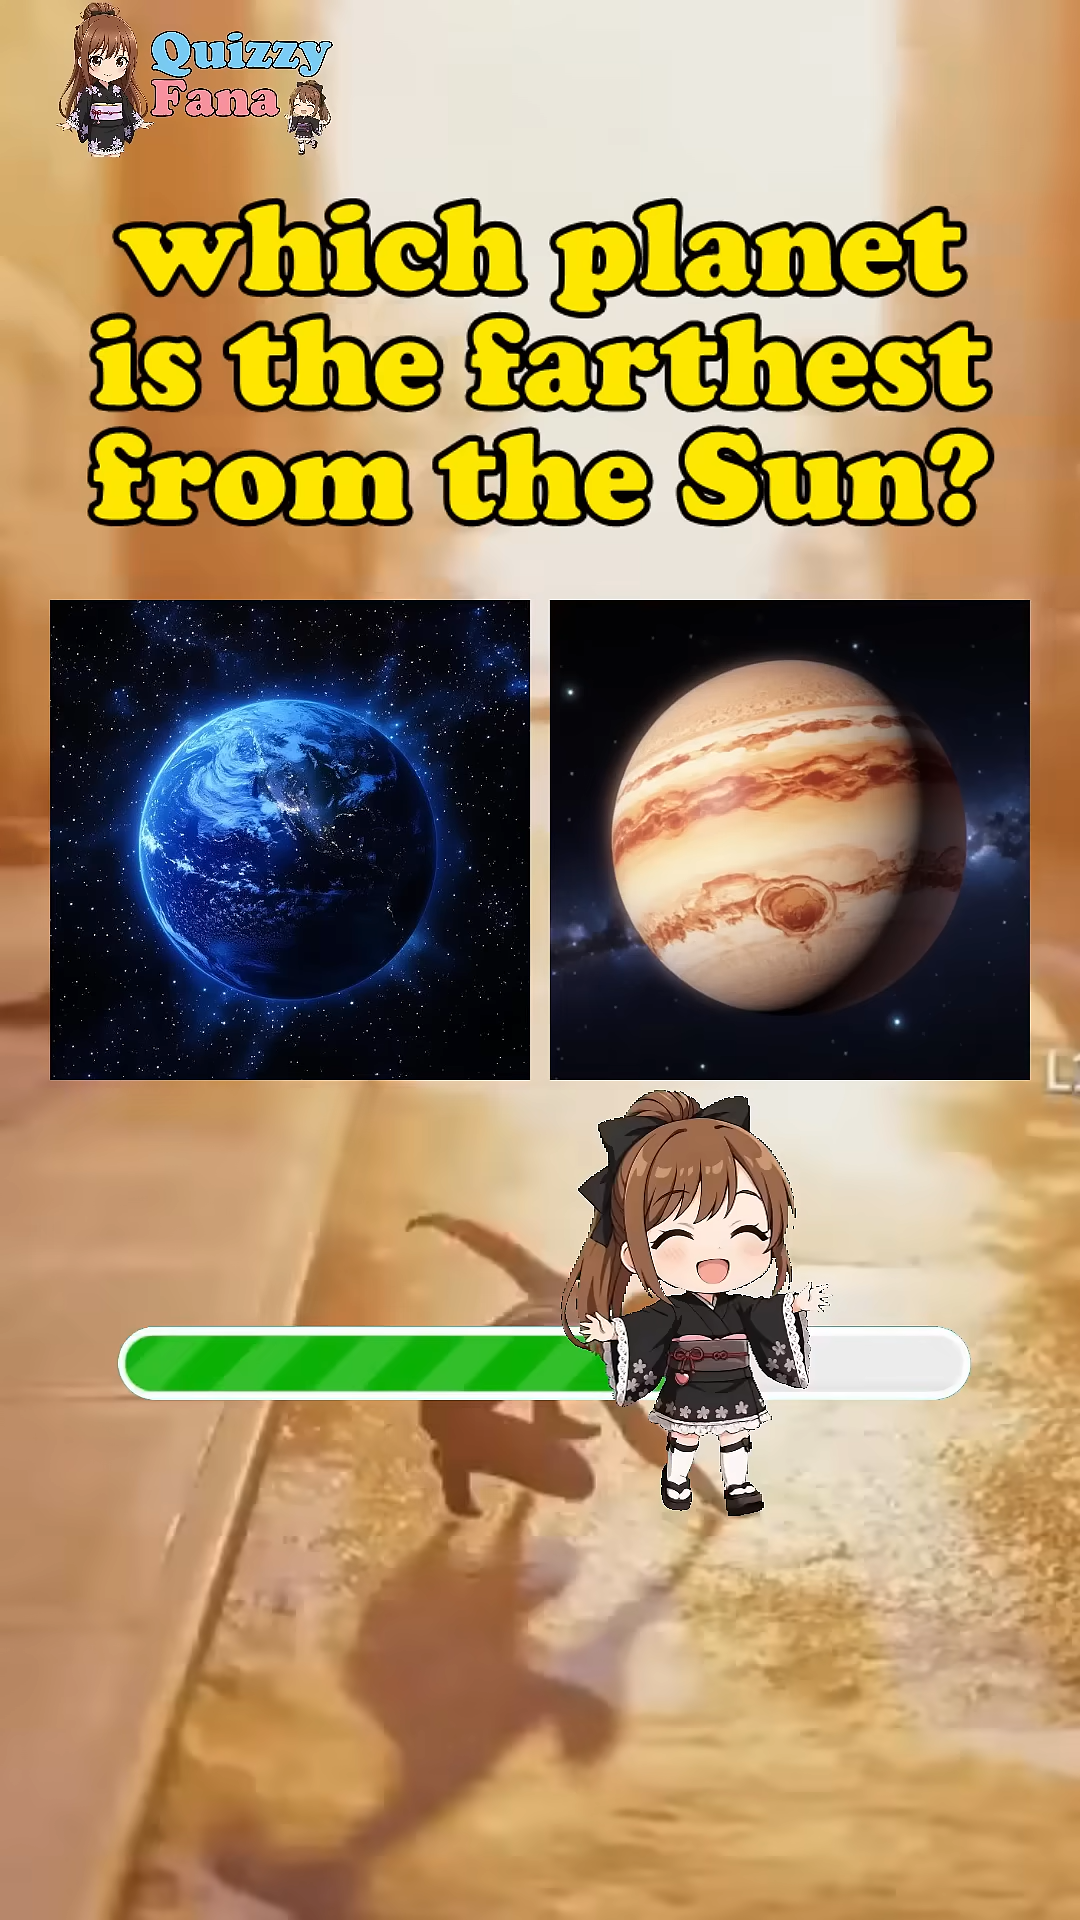 Quizzy
Fana
which planet
is the farthest
from the Sun?